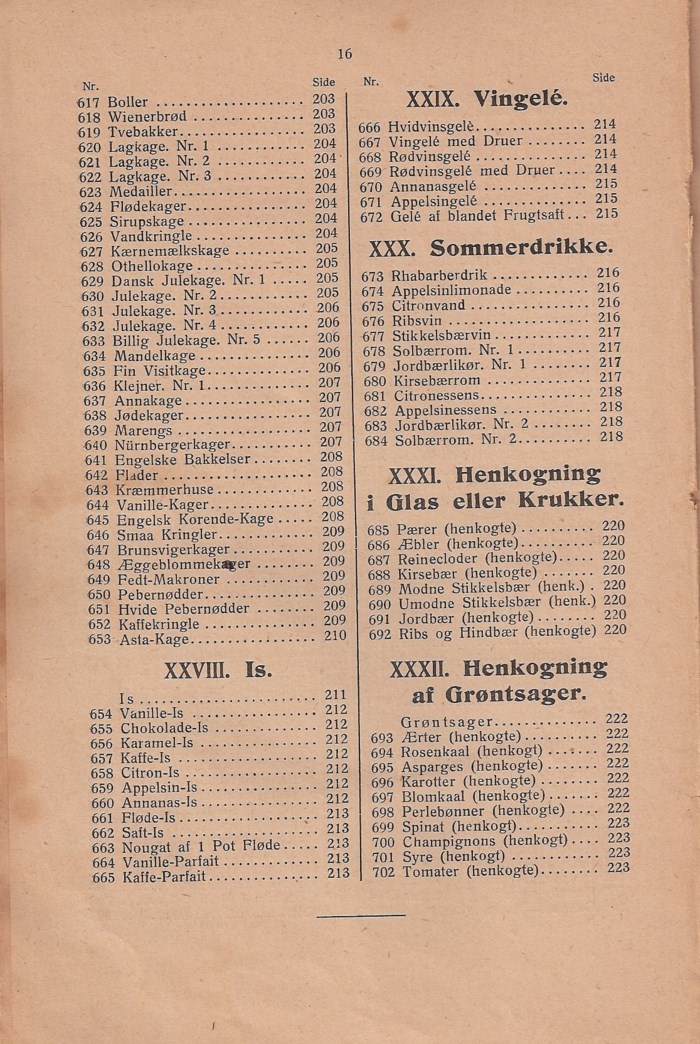 16
Nr. Side
617 Boller .................... 203
618 Wienerbrød ................ 203
619 Tvebakker................. 203
620 Lagkage. Nr. 1 ............ 204
621 Lagkage. Nr. 2 ............ 204
622 Lagkage. Nr. 3 ............ 204
623 Medailler.................. 204
624 Flødekager................ 204
625 Sirupskage ................ 204
626 Vandkringle ............... 204
627 Kærnemælkskage .......... 205
628 Othellokage ............... 205
629 Dansk Julekage. Nr. 1 ..... 205
630 Julekage. Nr. 2............ 205
631 Julekage. Nr. 3............ 206
632 Julekage. Nr. 4 ............ 206
633 Billig Julekage. Nr. 5 ...... 206
634 Mandelkage ............... 206
635 Fin Visitkage .............. 206
636 Klejner. Nr. 1.............. 207
637 Annakage ................. 207
638 Jødekager................. 207
639 Marengs .................. 207
640 Nürnbergerkager........... 207
641 Engelske Bakkelser........ 208
642 Flader .................... 208
643 Kræmmerhuse ............. 208
644 Vanille-Kager.............. 208
645 Engelsk Korende-Kage ..... 208
646 Smaa Kringler............. 209
647 Brunsvigerkager ........... 209
648 Æggeblommekager ........ 209
649 Fedt-Makroner ............ 209
650 Pebernødder............... 209
651 Hvide Pebernødder ........ 209
652 Kaffekringle ............... 209
653 Asta-Kage................. 210
XXVIII. Is.
Is ........................ 211
654 Vanille-Is ................. 212
655 Chokolade-Is .............. 212
656 Karamel-Is ................ 212
657 Kaffe-Is ................... 212
658 Citron-Is .................. 212
659 Appelsin-Is................ 212
660 Annanas-Is................ 212
661 Fløde-Is ................... 213
662 Saft-Is .................... 213
663 Nougat af 1 Pot Fløde..... 213
664 Vanille-Parfait ............. 213
665 Kaffe-Parfait............... 213
Nr. Side
XXIX. Vingelé.
666 Hvidvinsgelè............... 214
667 Vingelé med Druer ........ 214
668 Rødvinsgelé ............... 214
669 Rødvinsgelé med Druer.... 214
670 Annanasgelé .............. 215
671 Appelsingelé .............. 215
672 Gelé af blandet Frugtsaft... 215
XXX. Sommerdrikke.
673 Rhabarberdrik ............. 216
674 Appelsinlimonade ......... 216
675 Citronvand ................ 216
676 Ribsvin ................... 216
677 Stikkelsbærvin ............. 217
678 Solbærrom. Nr. 1.......... 217
679 Jordbærlikør. Nr. 1 ........ 217
680 Kirsebærrom .............. 217
681 Citronessens............... 218
682 Appelsinessens ............ 218
683 Jordbærlikør. Nr. 2 ........ 218
684 Solbærrom. Nr. 2.......... 218
XXXI. Henkogning
i Glas eller Krukker.
685 Pærer (henkogte) .......... 220
686 Æbler (henkogte).......... 220
687 Reinecloder (henkogte)..... 220
688 Kirsebær (henkogte) ....... 220
689 Modne Stikkelsbær (henk.) . 220
690 Umodne Stikkelsbær (henk.) 220
691 Jordbær (henkogte) ........ 220
692 Ribs og Hindbær (henkogte) 220
XXXII. Henkogning
af Grøntsager.
Grøntsager............... 222
693 Ærter (henkogte) .......... 222
694 Rosenkaal (henkogt) ....... 222
695 Asparges (henkogte) ....... 222
696 Karotter (henkogte) ........ 222
697 Blomkaal (henkogte)....... 222
698 Perlebønner (henkogte) .... 222
699 Spinat (henkogt)........... 223
700 Champignons (henkogt).... 223
701 Syre (henkogt) ............ 223
702 Tomater (henkogte)........ 223